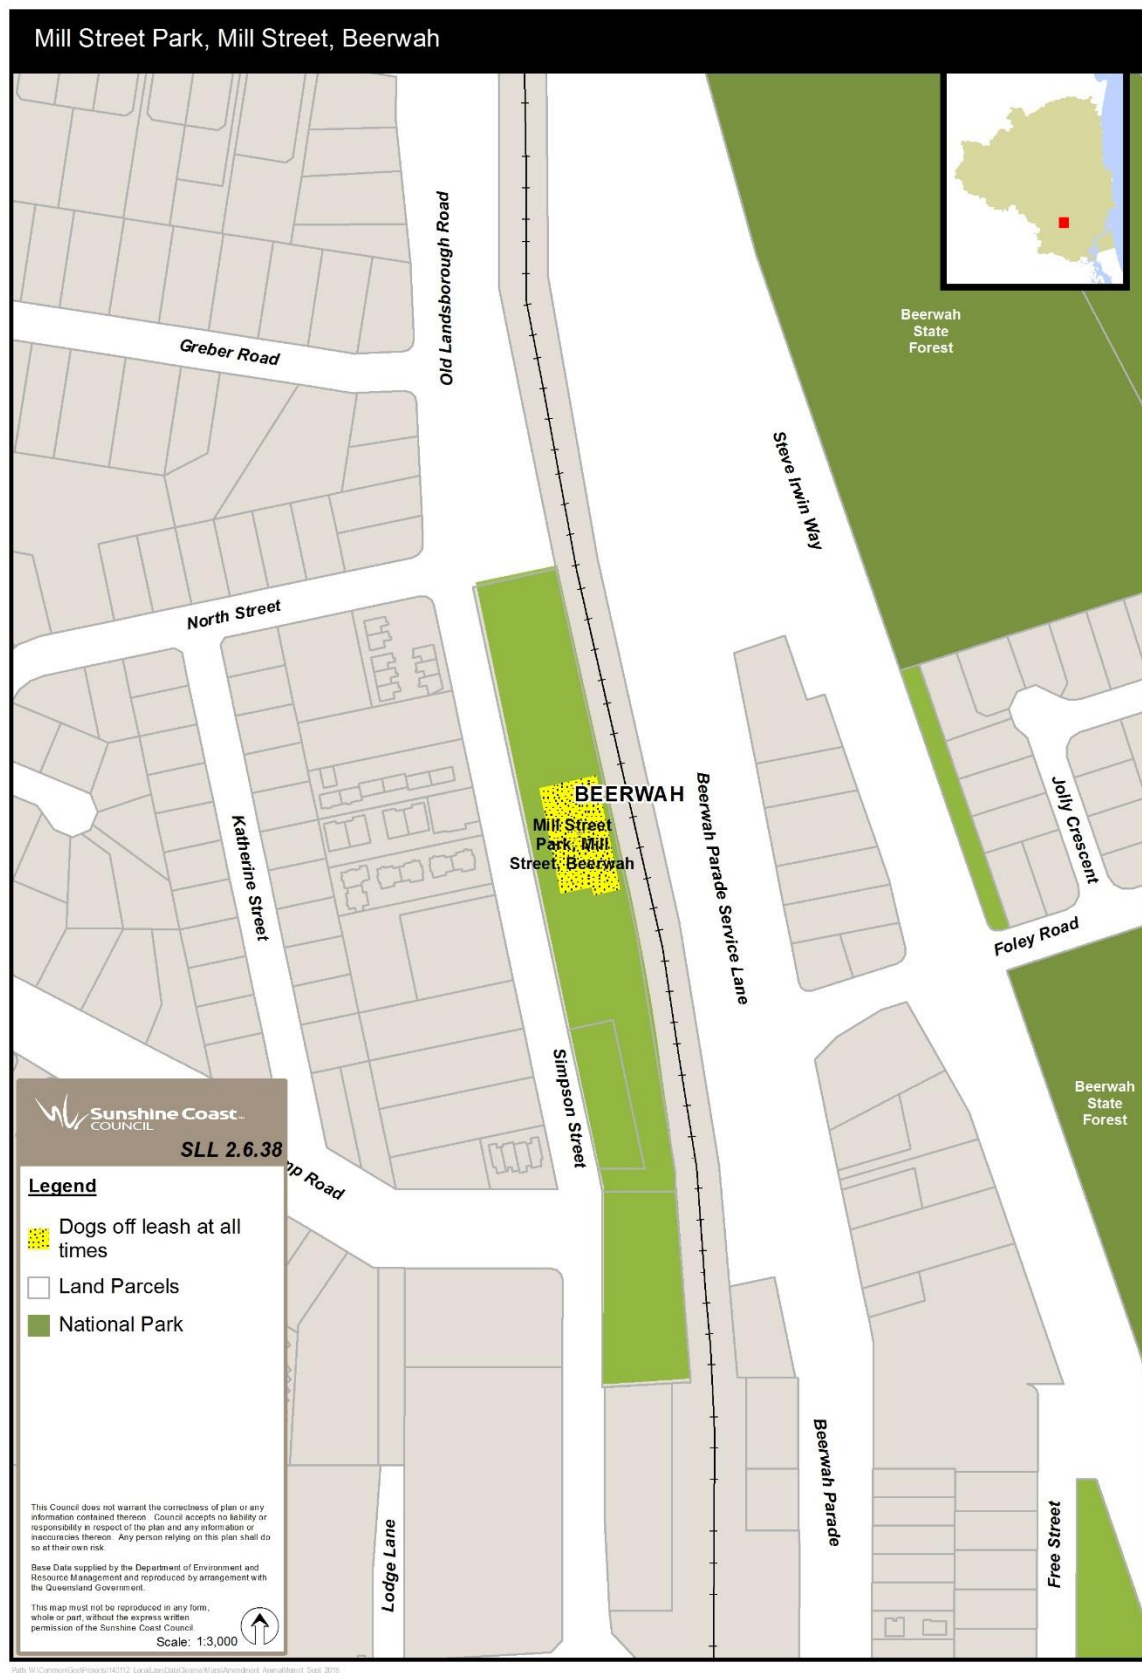 Mill Street Park, Mill Street, Beerwah
Old Landsborough Road
Greber Road
Beerwah
State
Forest
Steve Irwin Way
North Street
BEERWAH
Mill Street
Park, Mill
Street, Beerwah
Katherine Street
Beerwah Parade Service Lane
Jolly Crescent
Foley Road
Simpson Street
Beerwah
State
Forest
mp Road
Beerwah Parade
Free Street
Lodge Lane
Sunshine Coast
COUNCIL
SLL 2.6.38
Legend
Dogs off leash at all
times
Land Parcels
National Park
This Council does not warrant the correctness of plan or any
information contained thereon. Council accepts no liability or
responsibility in respect of the plan and any information or
inaccuracies thereon. Any person relying on this plan shall do
so at their own risk.
Base Data supplied by the Department of Environment and
Resource Management and reproduced by arrangement with
the Queensland Government.
This map must not be reproduced in any form,
whole or part, without the express written
permission of the Sunshine Coast Council.
Scale: 1:3,000